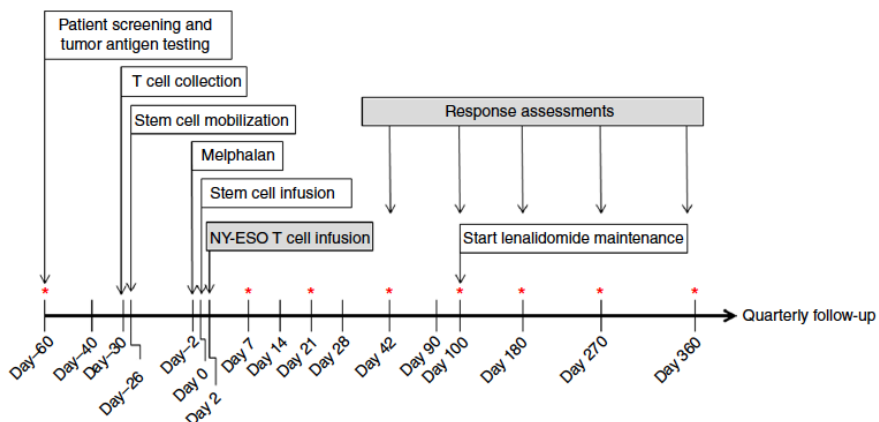 Patient screening and
tumor antigen testing
T cell collection
Stem cell mobilization
Response assessments
Melphalan
Stem cell infusion
NY-ESO T cell infusion
Start lenalidomide maintenance
* * * * * * * *
Quarterly follow-up
Day–60
Day–40
Day–30
Day–26
Day–2
Day 0
Day 2
Day 7
Day 14
Day 21
Day 28
Day 42
Day 90
Day 100
Day 180
Day 270
Day 360